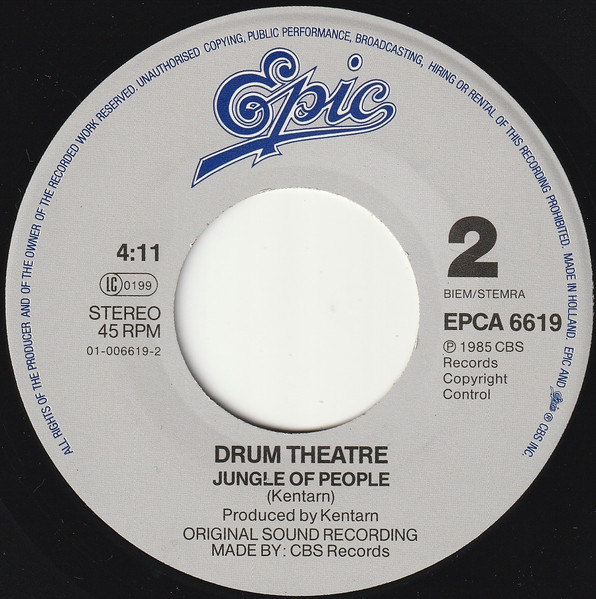 ALL RIGHTS OF THE PRODUCER AND OF THE OWNER OF THE RECORDED WORK RESERVED. UNAUTHORISED COPYING, PUBLIC PERFORMANCE, BROADCASTING, HIRING OR RENTAL OF THIS RECORDING PROHIBITED. MADE IN HOLLAND. EPIC AND Epic ® CBS INC.
Epic
4:11
LC 0199
STEREO
45 RPM
01-006619-2
2
BIEM/STEMRA
EPCA 6619
℗ 1985 CBS
Records
Copyright
Control
DRUM THEATRE
JUNGLE OF PEOPLE
(Kentarn)
Produced by Kentarn
ORIGINAL SOUND RECORDING
MADE BY: CBS Records